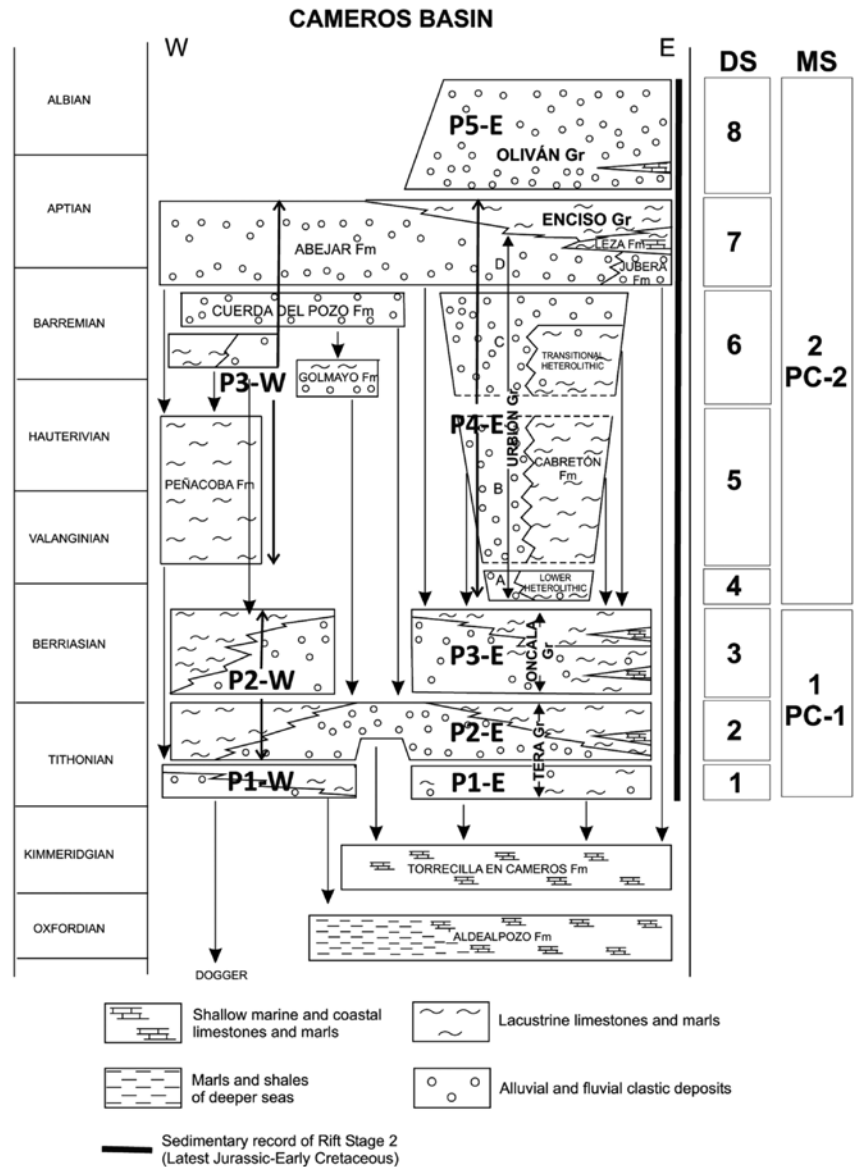 CAMEROS BASIN
W
E
DS
MS
ALBIAN
APTIAN
BARREMIAN
HAUTERIVIAN
VALANGINIAN
BERRIASIAN
TITHONIAN
KIMMERIDGIAN
OXFORDIAN
P5-E
OLIVÁN Gr
ENCISO Gr
LEZA Fm
ABEJAR Fm
D
JUBERA
Fm
CUERDA DEL POZO Fm
C
TRANSITIONAL
HETEROLITHIC
P3-W
GOLMAYO Fm
P4-E
URBIÓN Gr
PEÑACOBA Fm
CABRETÓN
Fm
B
A
LOWER
HETEROLITHIC
P2-W
P3-E
ONCALA
Gr
P2-E
TERA Gr
P1-W
P1-E
TORRECILLA EN CAMEROS Fm
ALDEALPOZO Fm
DOGGER
8
7
6
5
4
3
2
1
2
PC-2
1
PC-1
Shallow marine and coastal
limestones and marls
Lacustrine limestones and marls
Marls and shales
of deeper seas
Alluvial and fluvial clastic deposits
Sedimentary record of Rift Stage 2
(Latest Jurassic-Early Cretaceous)